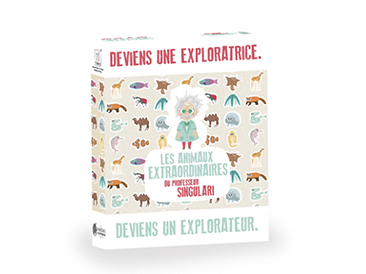 DEVIENS UNE EXPLORATRICE.
LES ANIMAUX
EXTRAORDINAIRES
DU PROFESSEUR
SINGULARI
DEVIENS UN EXPLORATEUR.